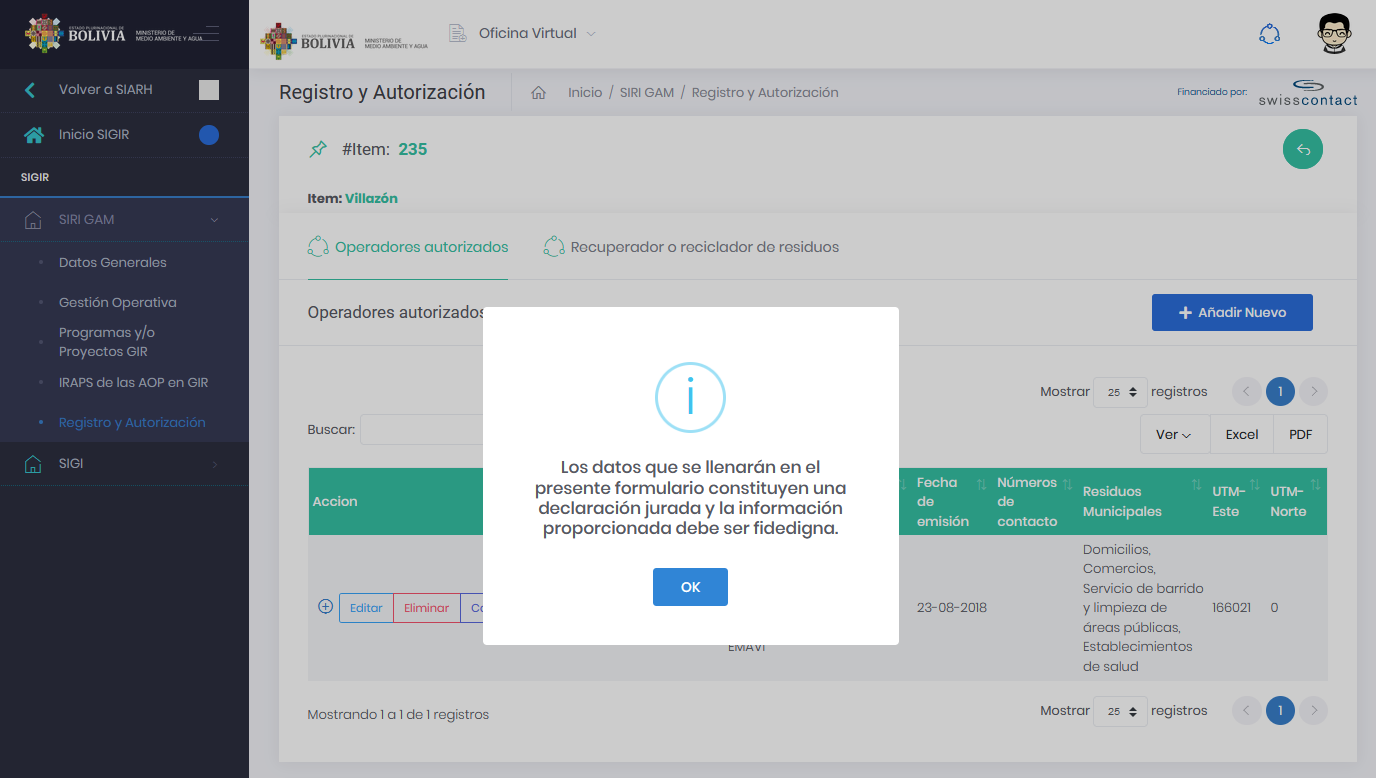 ESTADO PLURINACIONAL DE
BOLIVIA
MINISTERIO DE
MEDIO AMBIENTE Y AGUA
ESTADO PLURINACIONAL DE
BOLIVIA
MINISTERIO DE
MEDIO AMBIENTE Y AGUA
Oficina Virtual
Volver a SIARH
Inicio SIGIR
SIGIR
SIRI GAM
Datos Generales
Gestión Operativa
Programas y/o
Proyectos GIR
IRAPS de las AOP en GIR
Registro y Autorización
SIGI
Registro y Autorización
Inicio / SIRI GAM / Registro y Autorización
Financiado por:
swisscontact
#Item: 235
Item: Villazón
Operadores autorizados
Recuperador o reciclador de residuos
Operadores autorizados
Añadir Nuevo
Mostrar 25 registros
1
Buscar:
Ver
Excel
PDF
Accion
Fecha
de
emisión
Números
de
contacto
Residuos
Municipales
UTM-
Este
UTM-
Norte
Editar
Eliminar
EMAVI
23-08-2018
Domicilios,
Comercios,
Servicio de barrido
y limpieza de
áreas públicas,
Establecimientos
de salud
166021
0
Los datos que se llenarán en el
presente formulario constituyen una
declaración jurada y la información
proporcionada debe ser fidedigna.
OK
Mostrando 1 a 1 de 1 registros
Mostrar 25 registros
1